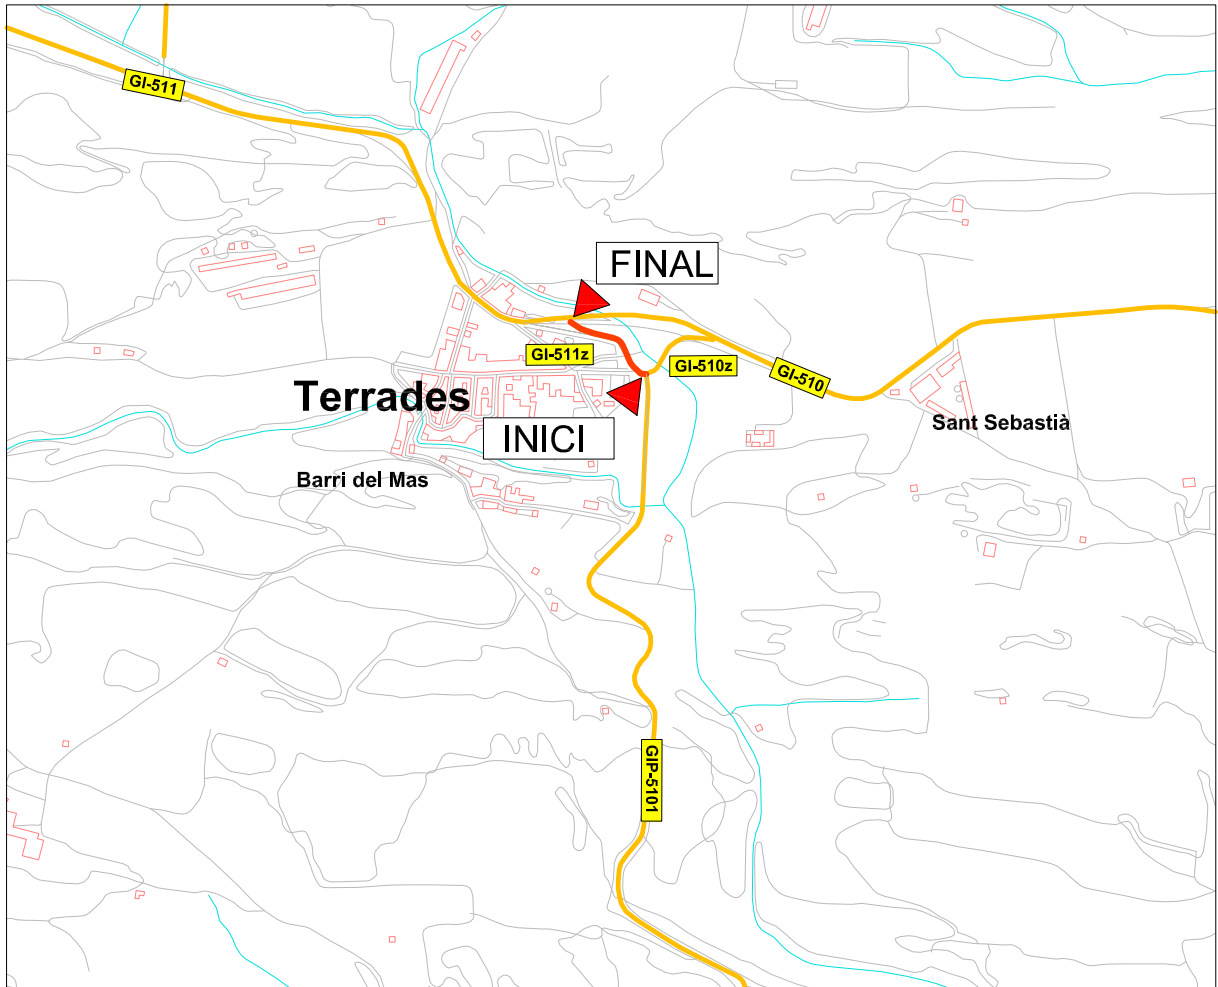 GI-511
FINAL
GI-511z
GI-510z
GI-510
Terrades
Sant Sebastià
INICI
Barri del Mas
GIP-5101